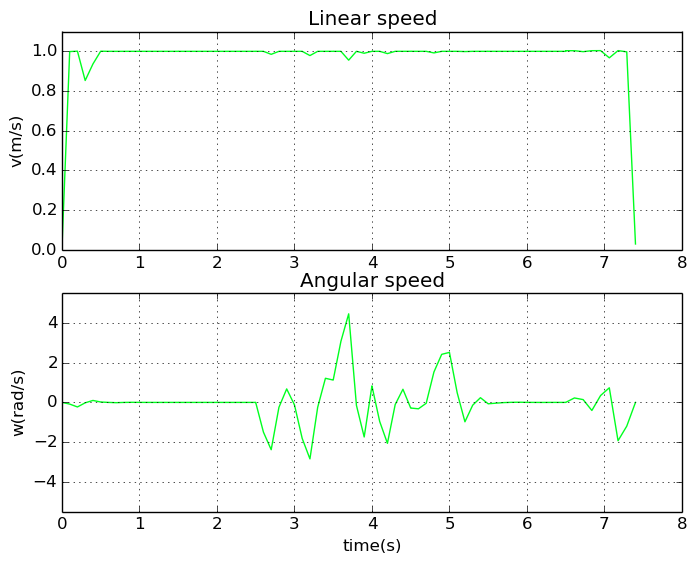 Linear speed
v(m/s)
1.0
0.8
0.6
0.4
0.2
0.0
0 1 2 3 4 5 6 7 8
Angular speed
w(rad/s)
4
2
0
−2
−4
0 1 2 3 4 5 6 7 8
time(s)